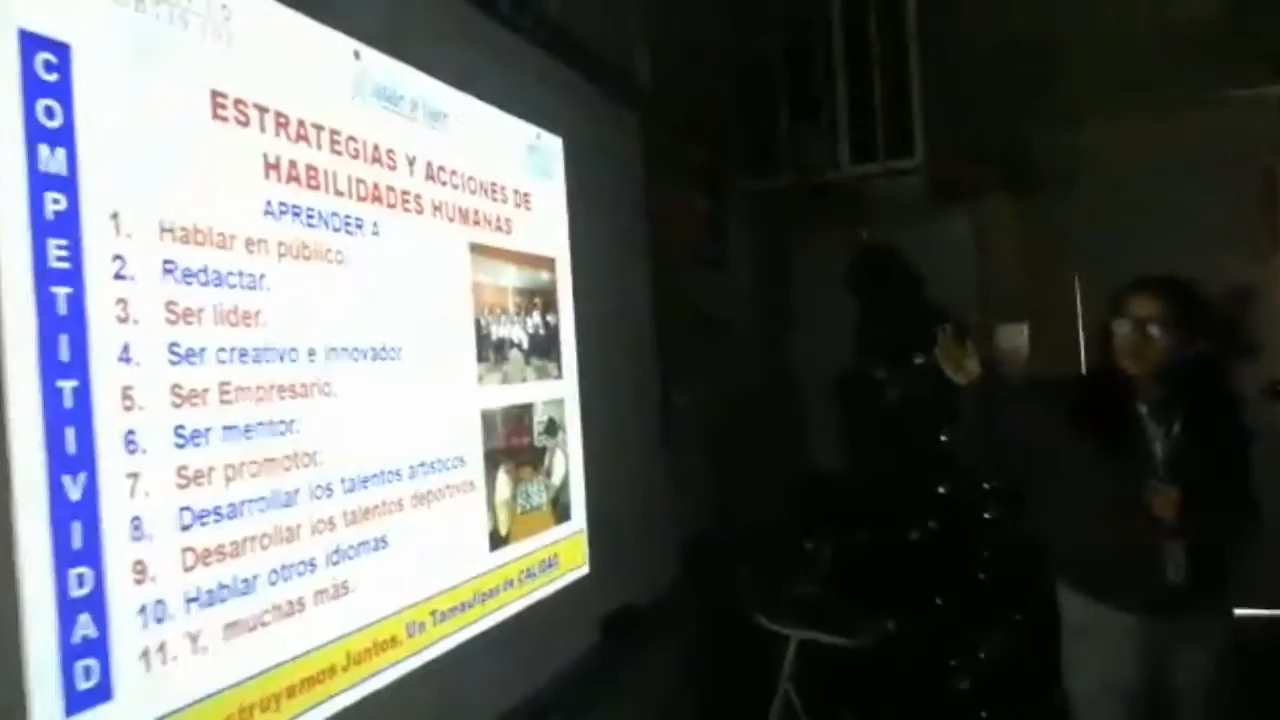 COMPETITIVIDAD
ESTRATEGIAS Y ACCIONES DE
HABILIDADES HUMANAS
APRENDER A
1. Hablar en público.
2. Redactar.
3. Ser lider.
4. Ser creativo e innovador
5. Ser Empresario.
6. Ser mentor.
7. Ser promotor.
8. Desarrollar los talentos artisticos.
9. Desarrollar los talentos deportivos.
10. Hablar otros idiomas
11. Y, muchas más.
Juntos, Un Tamaulipas de CALIDAD